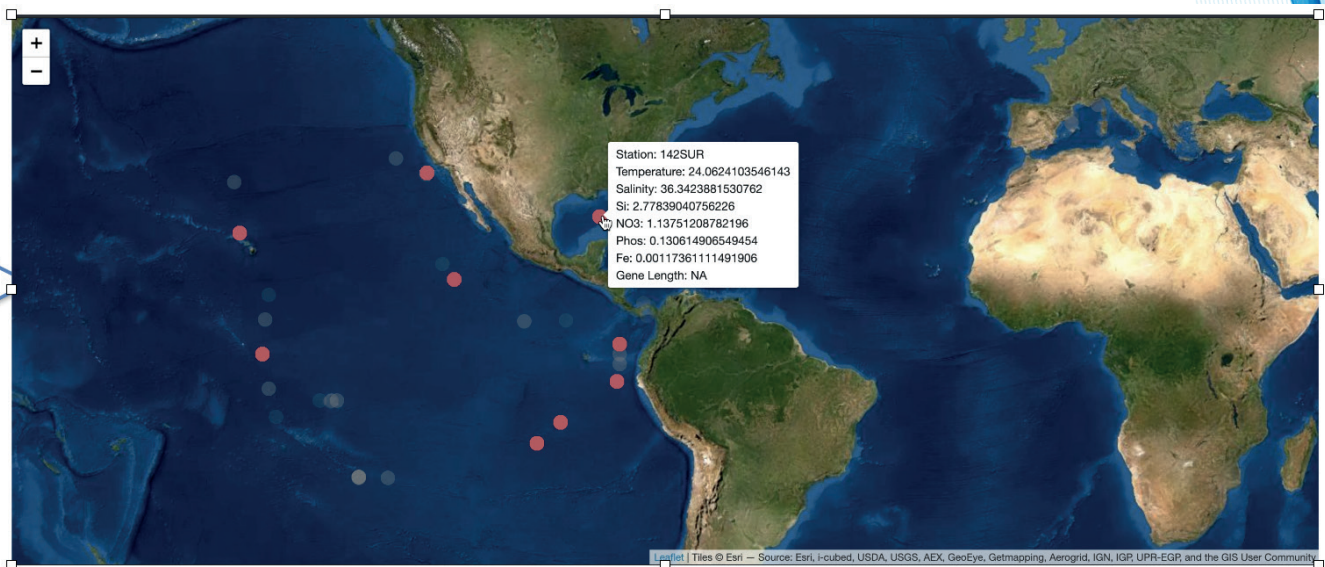 +
−
Station: 142SUR
Temperature: 24.0624103546143
Salinity: 36.3423881530762
Si: 2.77839040756226
NO3: 1.13751208782196
Phos: 0.130614906549454
Fe: 0.00117361111491906
Gene Length: NA
Leaflet | Tiles © Esri — Source: Esri, i-cubed, USDA, USGS, AEX, GeoEye, Getmapping, Aerogrid, IGN, IGP, UPR-EGP, and the GIS User Community